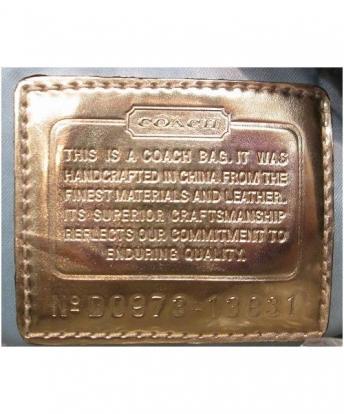 COACH
THIS IS A COACH BAG. IT WAS
HANDCRAFTED IN CHINA. FROM THE
FINEST MATERIALS AND LEATHER.
ITS SUPERIOR CRAFTSMANSHIP
REFLECTS OUR COMMITMENT TO
ENDURING QUALITY.
Nº D0973-13631